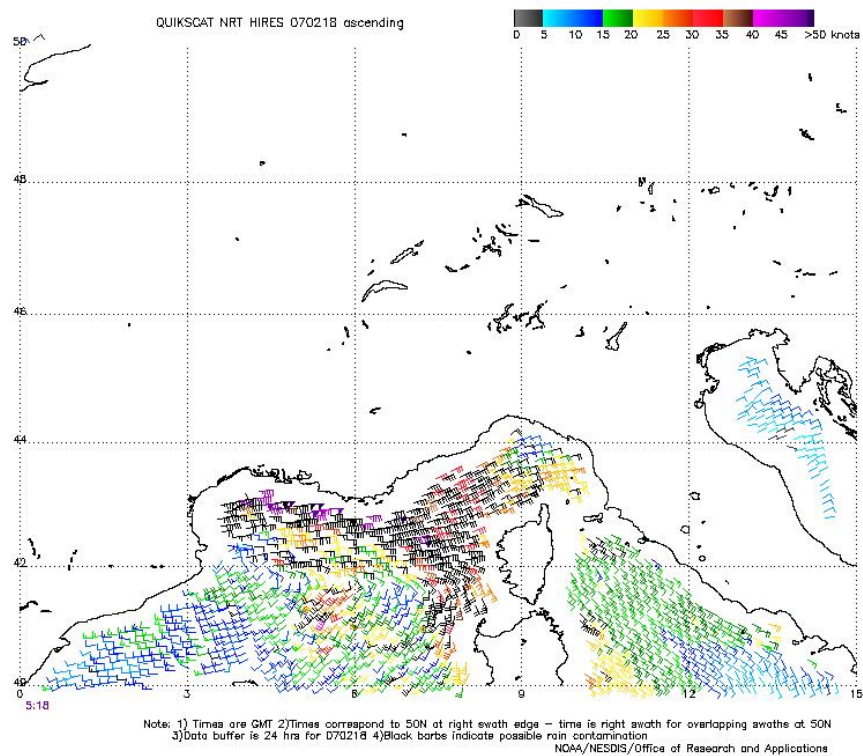 QUIKSCAT NRT HIRES 070218 ascending
0 5 10 15 20 25 30 35 40 45 >50 knots
50
48
46
44
42
40
0 3 6 9 12 15
5:18
Note: 1) Times are GMT 2)Times correspond to 50N at right swath edge – time is right swath for overlapping swaths at 50N
3)Data buffer is 24 hrs for 070218 4)Black barbs indicate possible rain contamination
NOAA/NESDIS/Office of Research and Applications